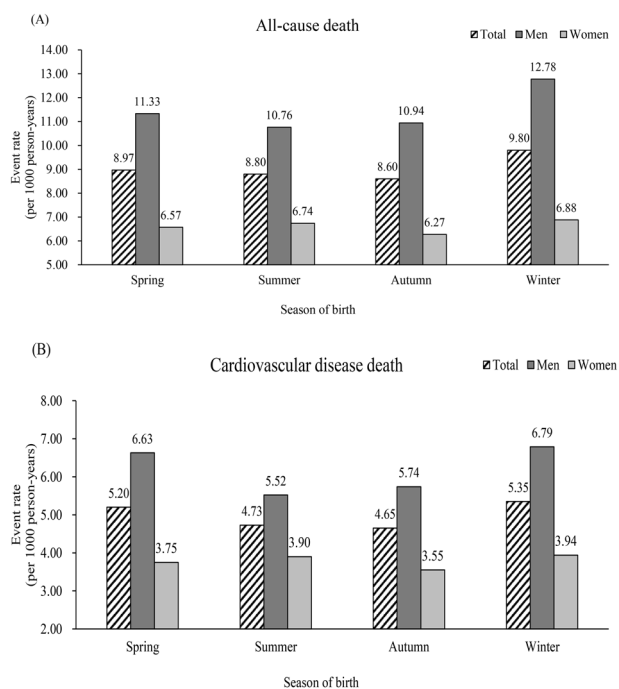 (A)
All-cause death
Total Men Women
Event rate
(per 1000 person-years)
14.00
13.00
12.00
11.00
10.00
9.00
8.00
7.00
6.00
5.00
8.97
11.33
6.57
8.80
10.76
6.74
8.60
10.94
6.27
9.80
12.78
6.88
Spring Summer Autumn Winter
Season of birth
(B)
Cardiovascular disease death
Total Men Women
Event rate
(per 1000 person-years)
8.00
7.00
6.00
5.00
4.00
3.00
2.00
5.20
6.63
3.75
4.73
5.52
3.90
4.65
5.74
3.55
5.35
6.79
3.94
Spring Summer Autumn Winter
Season of birth